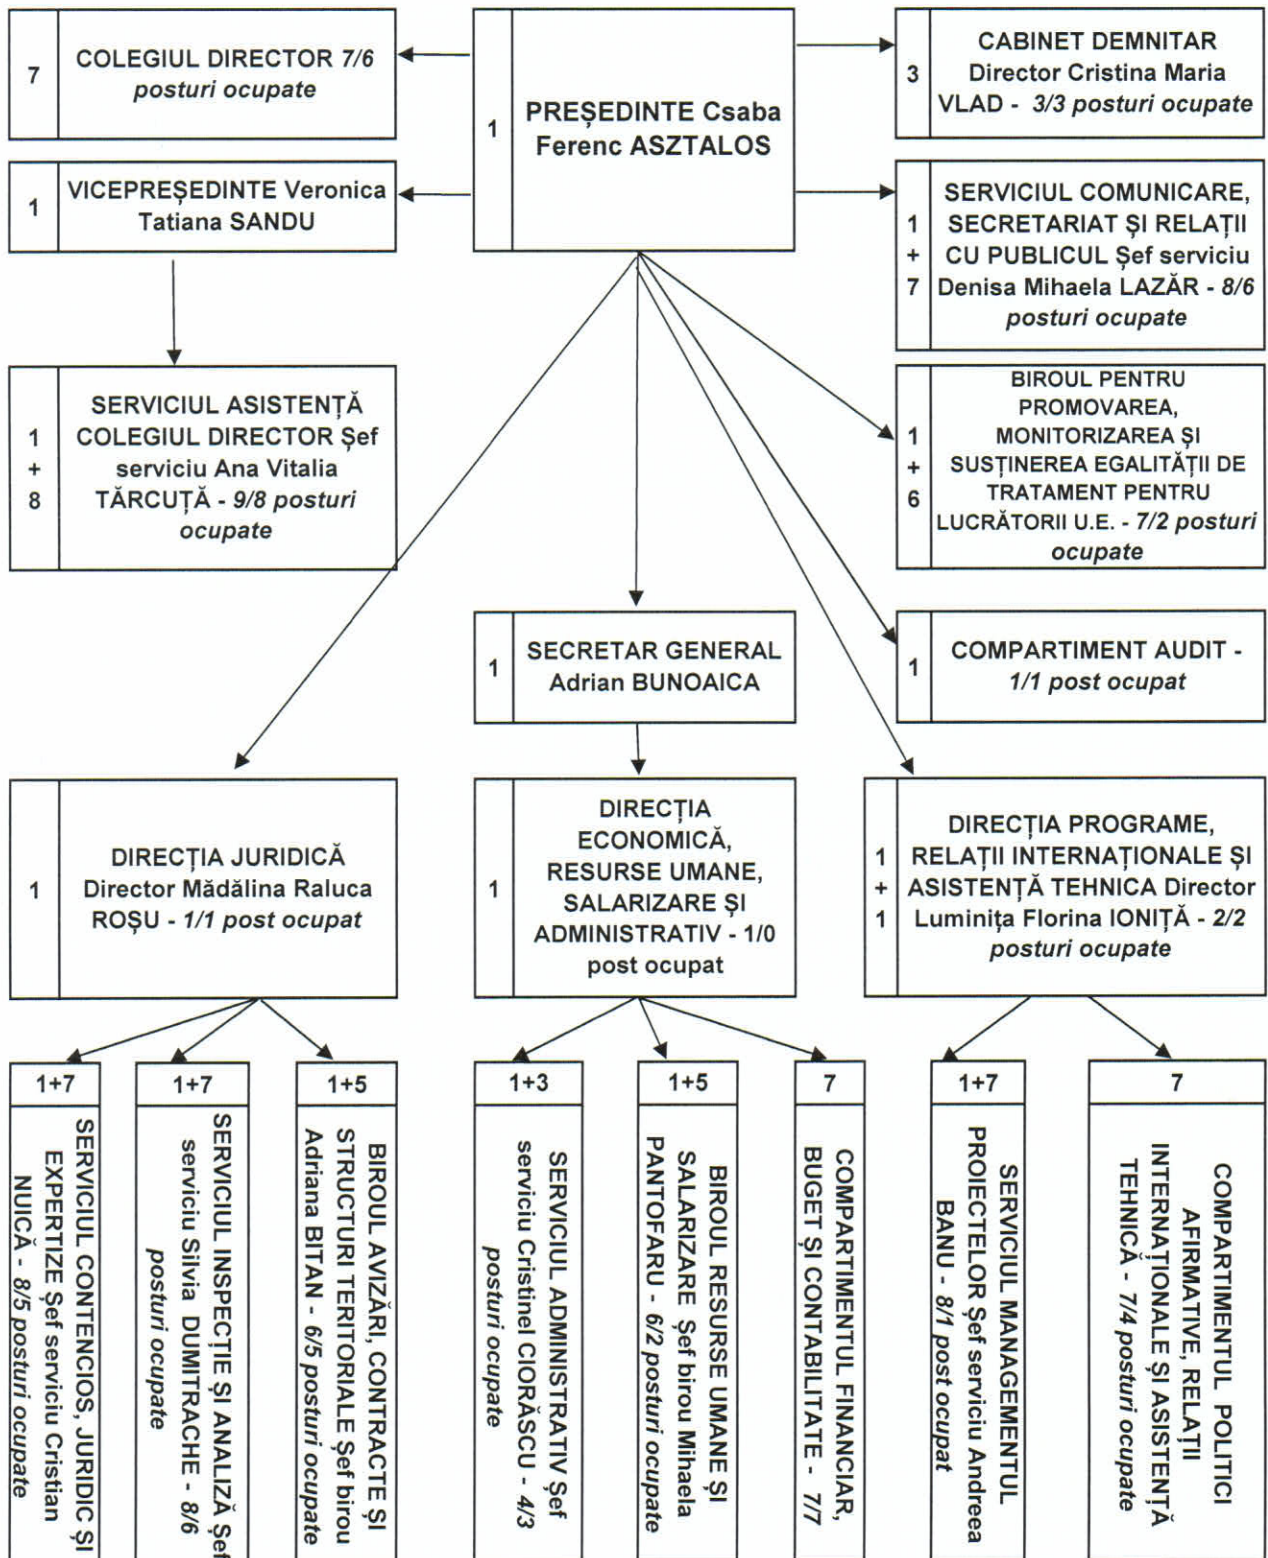 7
COLEGIUL DIRECTOR 7/6
posturi ocupate
1
PREȘEDINTE Csaba
Ferenc ASZTALOS
3
CABINET DEMNITAR
Director Cristina Maria
VLAD - 3/3 posturi ocupate
1
VICEPREȘEDINTE Veronica
Tatiana SANDU
1
+
7
SERVICIUL COMUNICARE,
SECRETARIAT ȘI RELAȚII
CU PUBLICUL Șef serviciu
Denisa Mihaela LAZĂR - 8/6
posturi ocupate
1
+
8
SERVICIUL ASISTENȚĂ
COLEGIUL DIRECTOR Șef
serviciu Ana Vitalia
TĂRCUȚĂ - 9/8 posturi
ocupate
1
+
6
BIROUL PENTRU
PROMOVAREA,
MONITORIZAREA ȘI
SUSȚINEREA EGALITĂȚII DE
TRATAMENT PENTRU
LUCRĂTORII U.E. - 7/2 posturi
ocupate
1
SECRETAR GENERAL
Adrian BUNOAICA
1
COMPARTIMENT AUDIT -
1/1 post ocupat
1
DIRECȚIA JURIDICĂ
Director Mădălina Raluca
ROȘU - 1/1 post ocupat
1
DIRECȚIA
ECONOMICĂ,
RESURSE UMANE,
SALARIZARE ȘI
ADMINISTRATIV - 1/0
post ocupat
1
+
1
DIRECȚIA PROGRAME,
RELAȚII INTERNAȚIONALE ȘI
ASISTENȚĂ TEHNICA Director
Luminița Florina IONIȚĂ - 2/2
posturi ocupate
1+7
SERVICIUL CONTENCIOS, JURIDIC ȘI
EXPERTIZE Șef serviciu Cristian
NUICĂ - 8/5 posturi ocupate
1+7
SERVICIUL INSPECȚIE ȘI ANALIZĂ Șef
serviciu Silvia DUMITRACHE - 8/6
posturi ocupate
1+5
BIROUL AVIZĂRI, CONTRACTE ȘI
STRUCTURI TERITORIALE Șef birou
Adriana BITAN - 6/5 posturi ocupate
1+3
SERVICIUL ADMINISTRATIV Șef
serviciu Cristinel CIORĂSCU - 4/3
posturi ocupate
1+5
BIROUL RESURSE UMANE ȘI
SALARIZARE Șef birou Mihaela
PANTOFARU - 6/2 posturi ocupate
7
COMPARTIMENTUL FINANCIAR,
BUGET ȘI CONTABILITATE - 7/7
1+7
SERVICIUL MANAGEMENTUL
PROIECTELOR Șef serviciu Andreea
BANU - 8/1 post ocupat
7
COMPARTIMENTUL POLITICI
AFIRMATIVE, RELAȚII
INTERNAȚIONALE ȘI ASISTENȚĂ
TEHNICĂ - 7/4 posturi ocupate